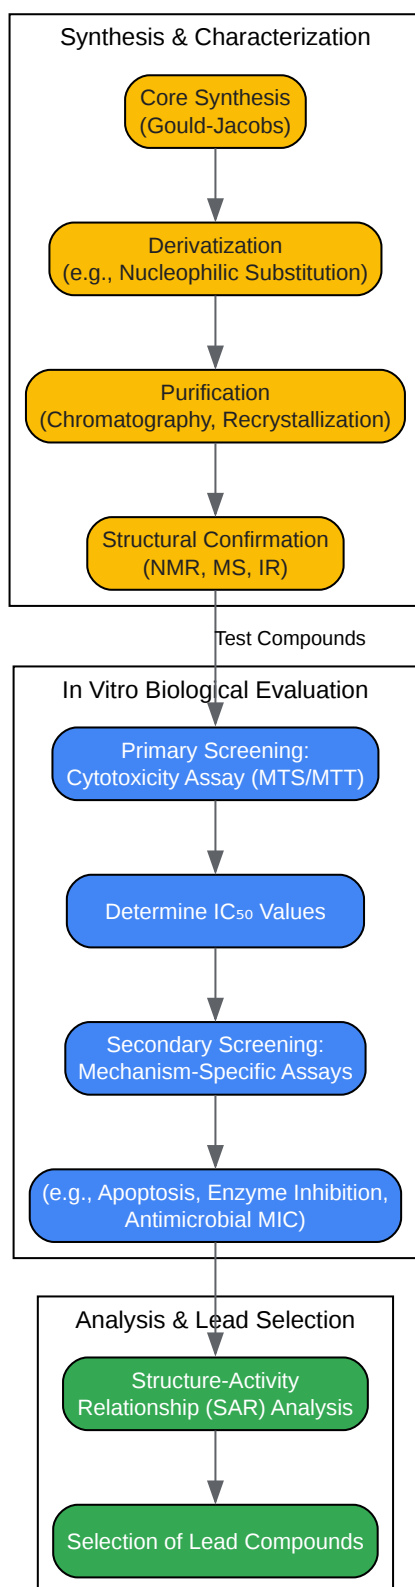 Synthesis & Characterization
Core Synthesis
(Gould-Jacobs)
Derivatization
(e.g., Nucleophilic Substitution)
Purification
(Chromatography, Recrystallization)
Structural Confirmation
(NMR, MS, IR)
Test Compounds
In Vitro Biological Evaluation
Primary Screening:
Cytotoxicity Assay (MTS/MTT)
Determine IC₅₀ Values
Secondary Screening:
Mechanism-Specific Assays
(e.g., Apoptosis, Enzyme Inhibition,
Antimicrobial MIC)
Analysis & Lead Selection
Structure-Activity
Relationship (SAR) Analysis
Selection of Lead Compounds